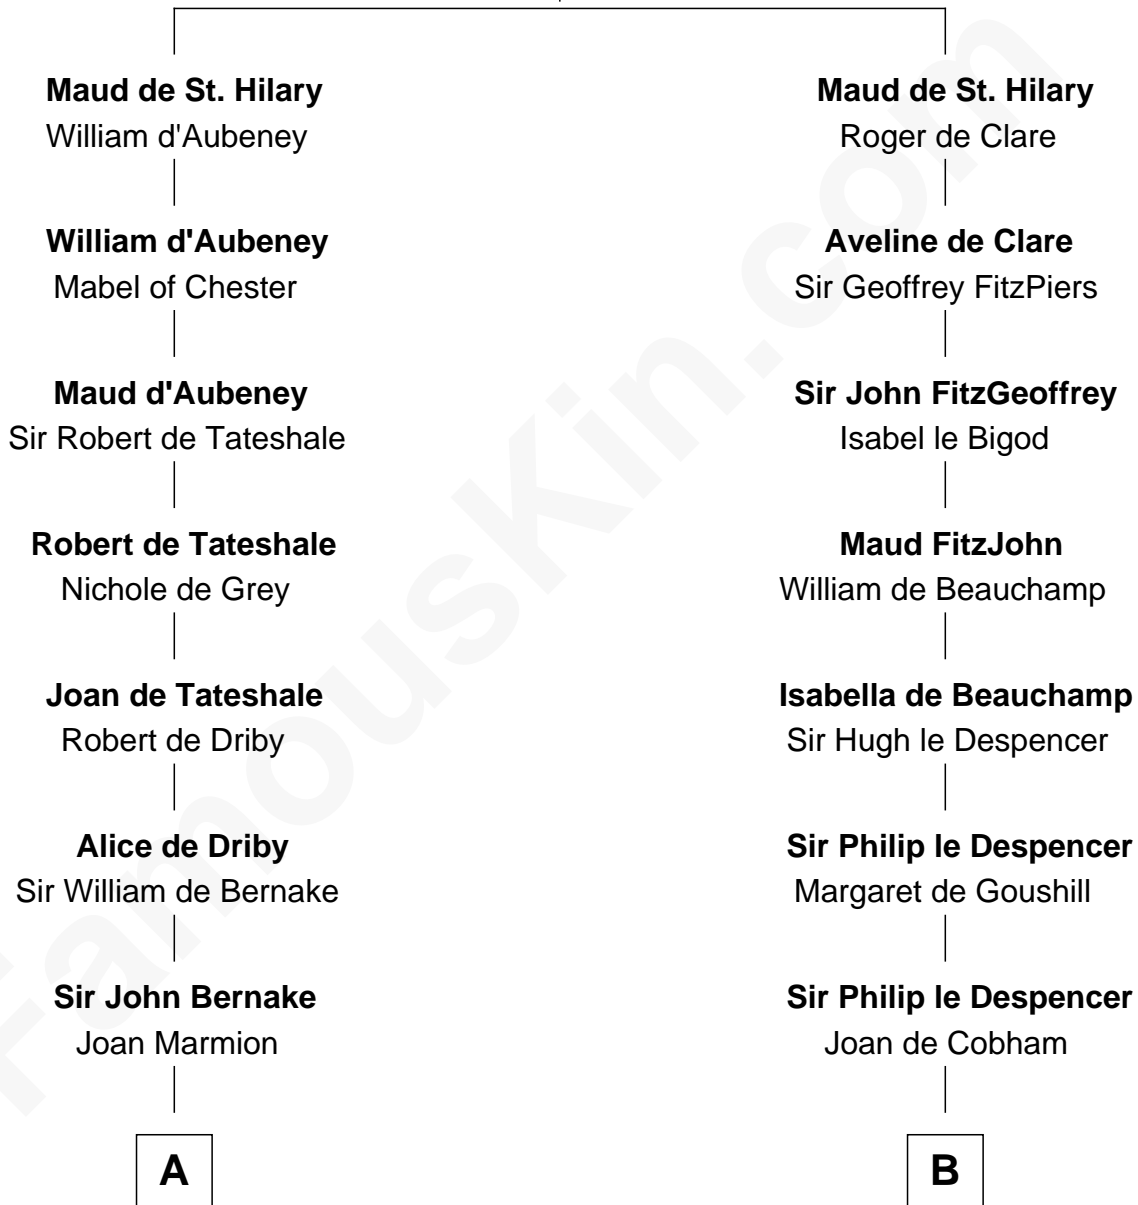 Maud de St. Hilary
William d'Aubeney
William d'Aubeney
Mabel of Chester
Maud d'Aubeney
Sir Robert de Tateshale
Robert de Tateshale
Nichole de Grey
Joan de Tateshale
Robert de Driby
Alice de Driby
Sir William de Bernake
Sir John Bernake
Joan Marmion
A
Maud de St. Hilary
Roger de Clare
Aveline de Clare
Sir Geoffrey FitzPiers
Sir John FitzGeoffrey
Isabel le Bigod
Maud FitzJohn
William de Beauchamp
Isabella de Beauchamp
Sir Hugh le Despencer
Sir Philip le Despencer
Margaret de Goushill
Sir Philip le Despencer
Joan de Cobham
B
FamousKin.com